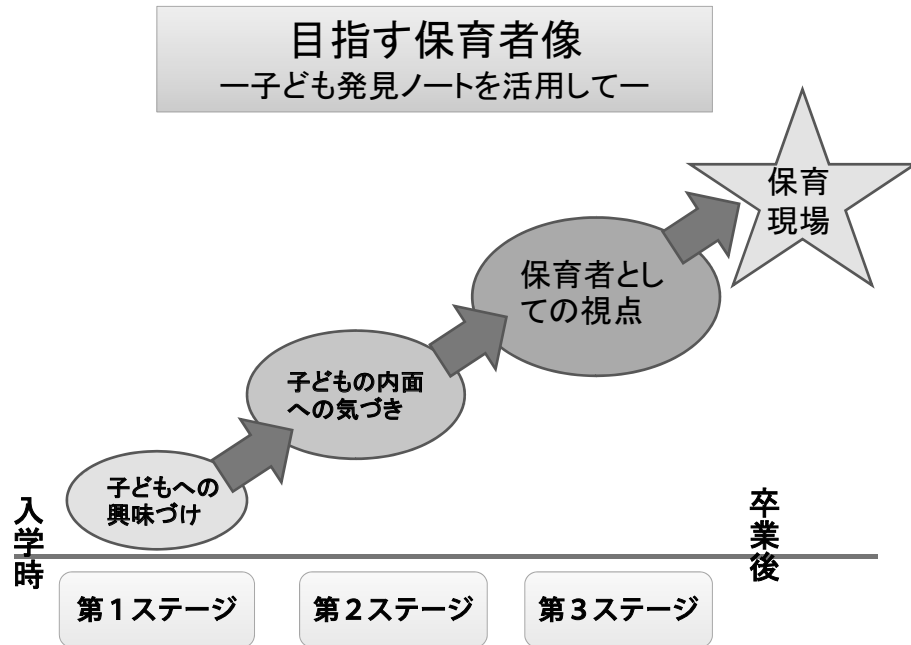 目指す保育者像
ー子ども発見ノートを活用してー
保育
現場
保育者とし
ての視点
子どもの内面
への気づき
子どもへの
興味づけ
入学時
卒業後
第１ステージ
第２ステージ
第３ステージ